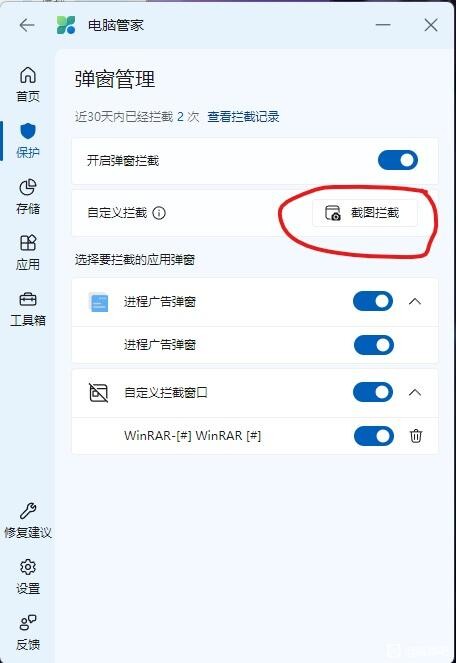 电脑管家
弹窗管理
首页
近30天内已经拦截 2 次 查看拦截记录
保护
开启弹窗拦截
存储
自定义拦截
截图拦截
应用
选择要拦截的应用弹窗
工具箱
进程广告弹窗
进程广告弹窗
自定义拦截窗口
WinRAR-[#] WinRAR [#]
修复建议
设置
反馈